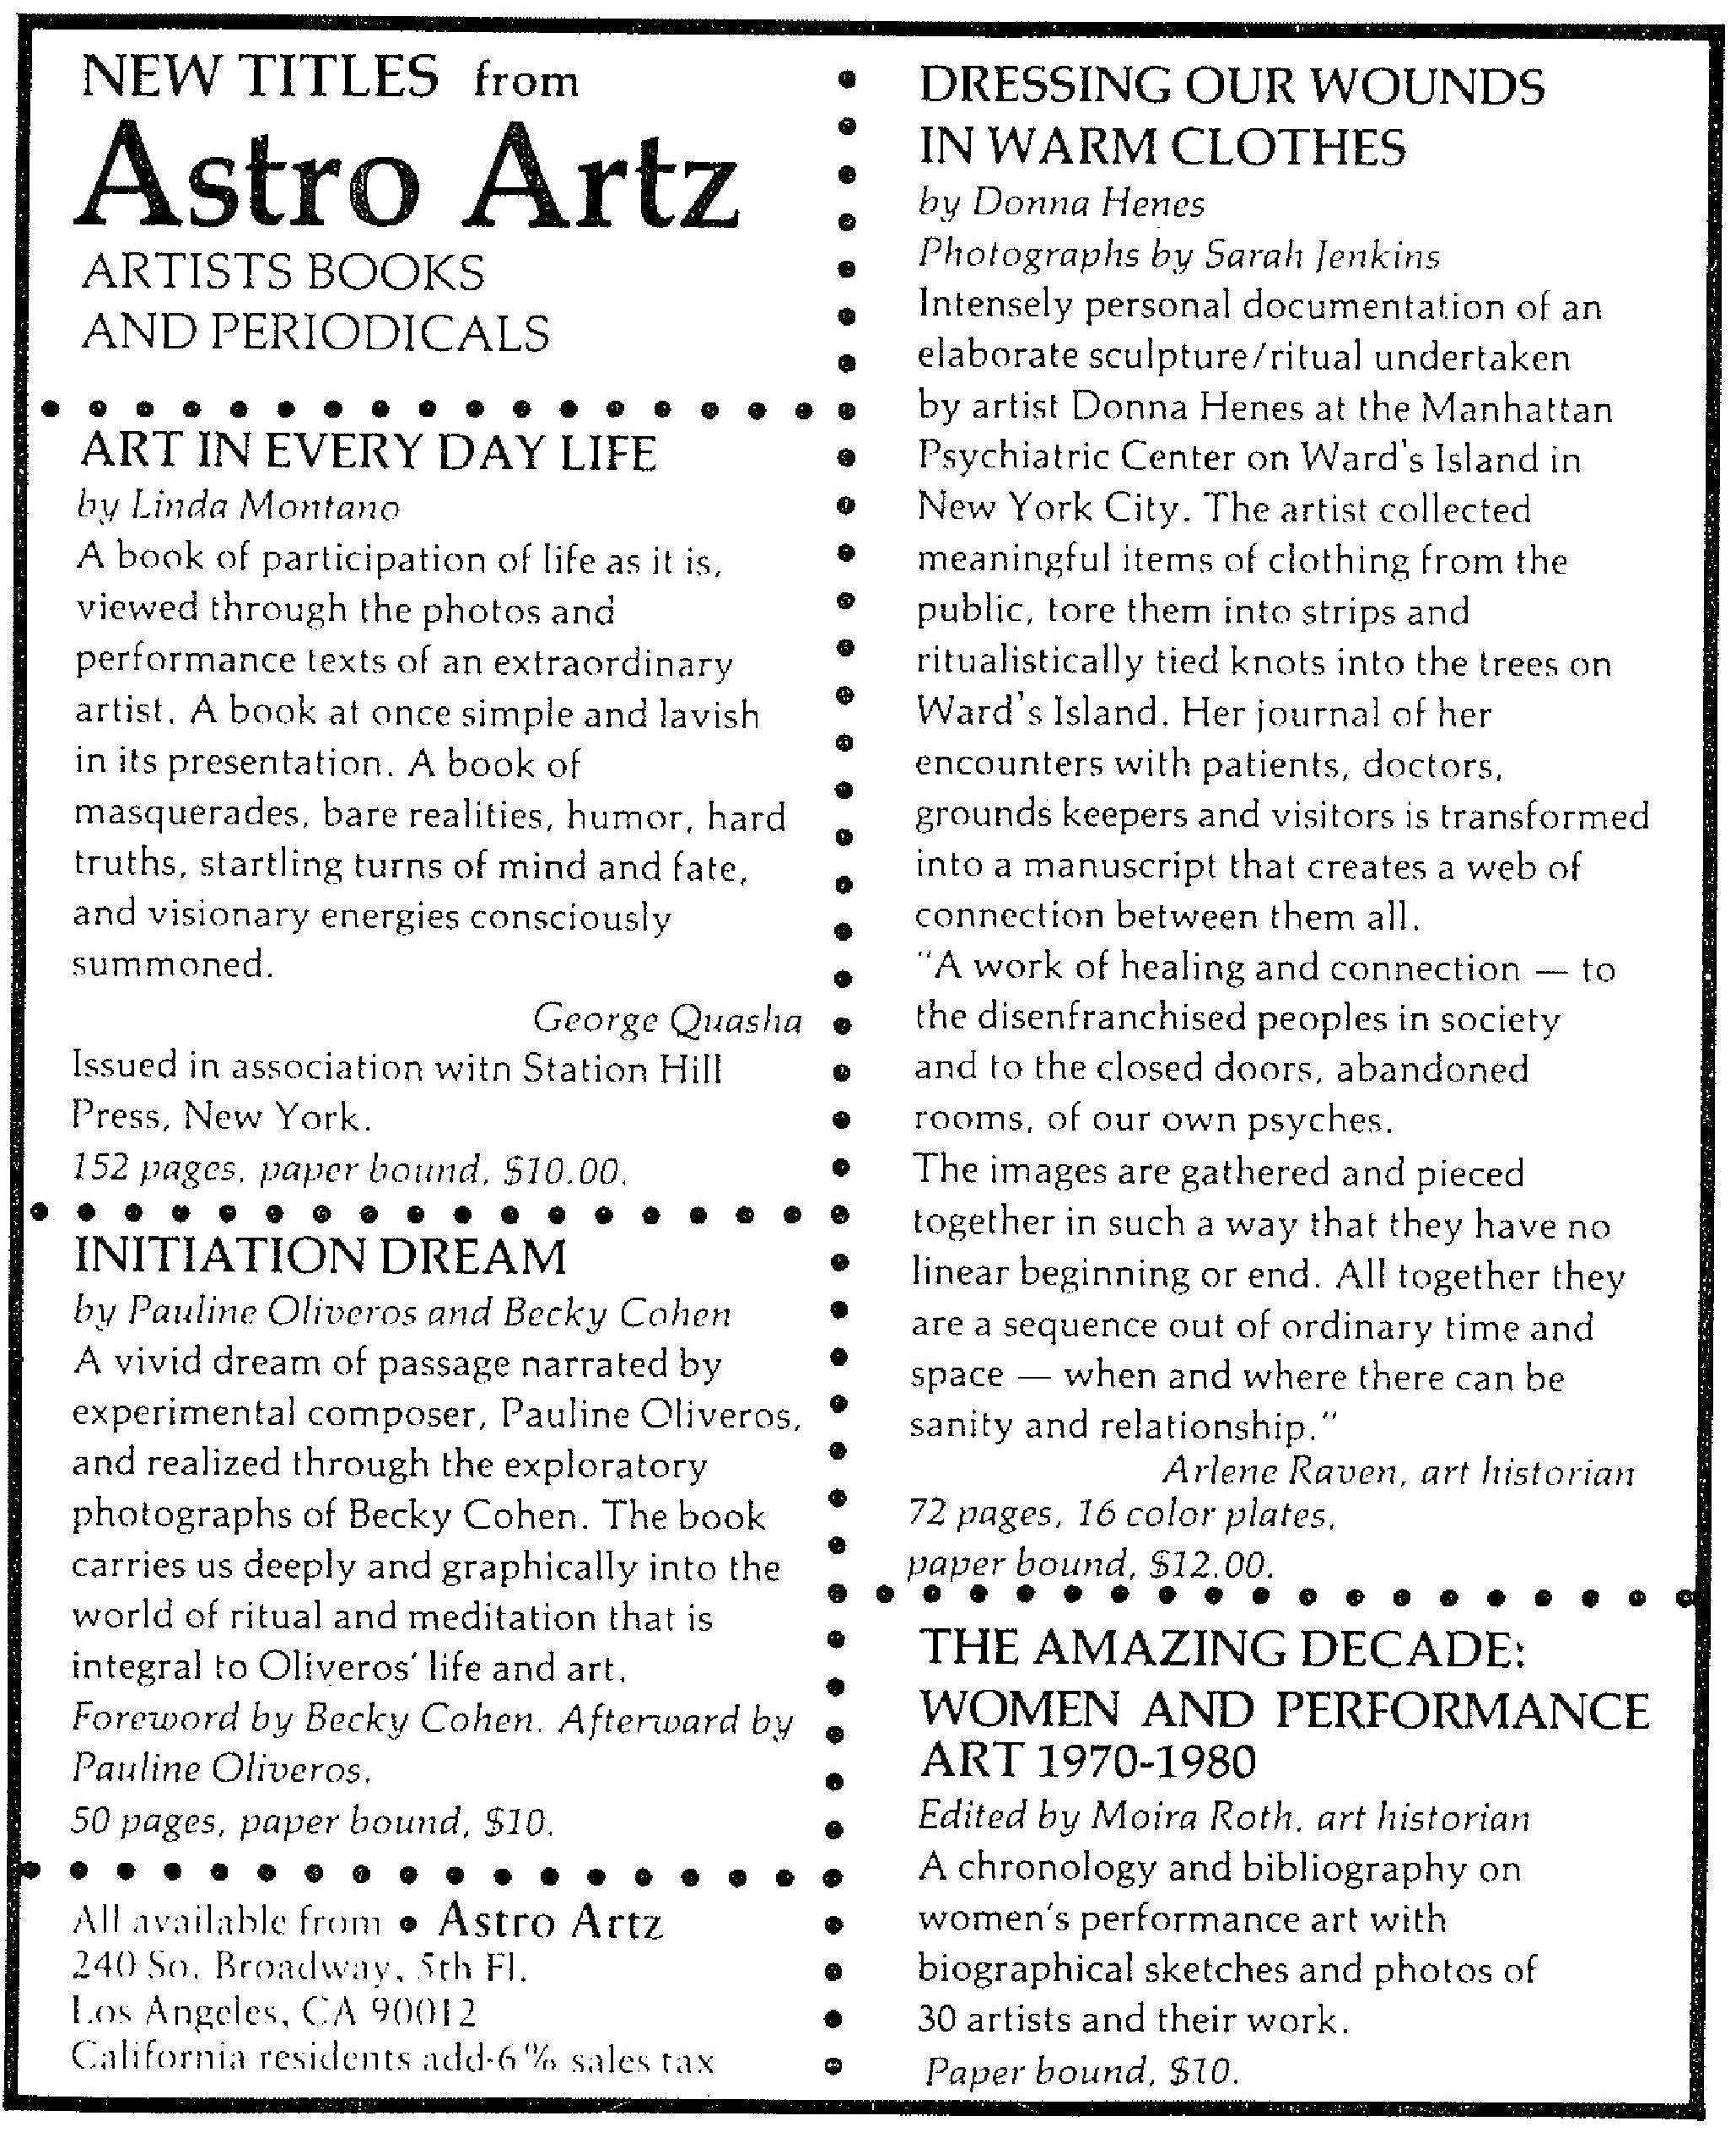 NEW TITLES from
Astro Artz
ARTISTS BOOKS
AND PERIODICALS
ART IN EVERY DAY LIFE
by Linda Montano
A book of participation of life as it is,
viewed through the photos and
performance texts of an extraordinary
artist. A book at once simple and lavish
in its presentation. A book of
masquerades, bare realities, humor, hard
truths, startling turns of mind and fate,
and visionary energies consciously
summoned.
George Quasha
Issued in association witn Station Hill
Press, New York.
152 pages, paper bound, $10.00.
INITIATION DREAM
by Pauline Oliveros and Becky Cohen
A vivid dream of passage narrated by
experimental composer, Pauline Oliveros,
and realized through the exploratory
photographs of Becky Cohen. The book
carries us deeply and graphically into the
world of ritual and meditation that is
integral to Oliveros' life and art.
Foreword by Becky Cohen. Afterward by
Pauline Oliveros.
50 pages, paper bound, $10.
All available from • Astro Artz
240 So. Broadway, 5th Fl.
Los Angeles, CA 90012
California residents add·6% sales tax
DRESSING OUR WOUNDS
IN WARM CLOTHES
by Donna Henes
Photographs by Sarah Jenkins
Intensely personal documentation of an
elaborate sculpture/ritual undertaken
by artist Donna Henes at the Manhattan
Psychiatric Center on Ward's Island in
New York City. The artist collected
meaningful items of clothing from the
public, tore them into strips and
ritualistically tied knots into the trees on
Ward's Island. Her journal of her
encounters with patients, doctors,
grounds keepers and visitors is transformed
into a manuscript that creates a web of
connection between them all.
"A work of healing and connection — to
the disenfranchised peoples in society
and to the closed doors, abandoned
rooms, of our own psyches.
The images are gathered and pieced
together in such a way that they have no
linear beginning or end. All together they
are a sequence out of ordinary time and
space — when and where there can be
sanity and relationship."
Arlene Raven, art historian
72 pages, 16 color plates,
paper bound, $12.00.
THE AMAZING DECADE:
WOMEN AND PERFORMANCE
ART 1970-1980
Edited by Moira Roth, art historian
A chronology and bibliography on
women's performance art with
biographical sketches and photos of
30 artists and their work.
Paper bound, $10.